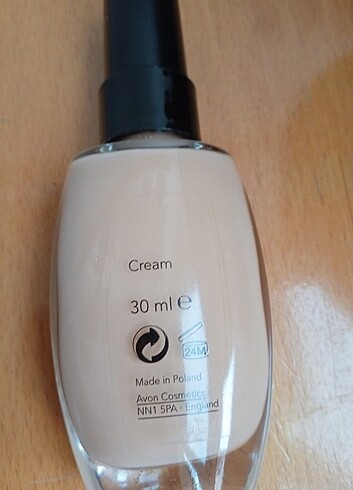 Cream
30 ml ℮
24M
Made in Poland
Avon Cosmetics
NN1 5PA - England